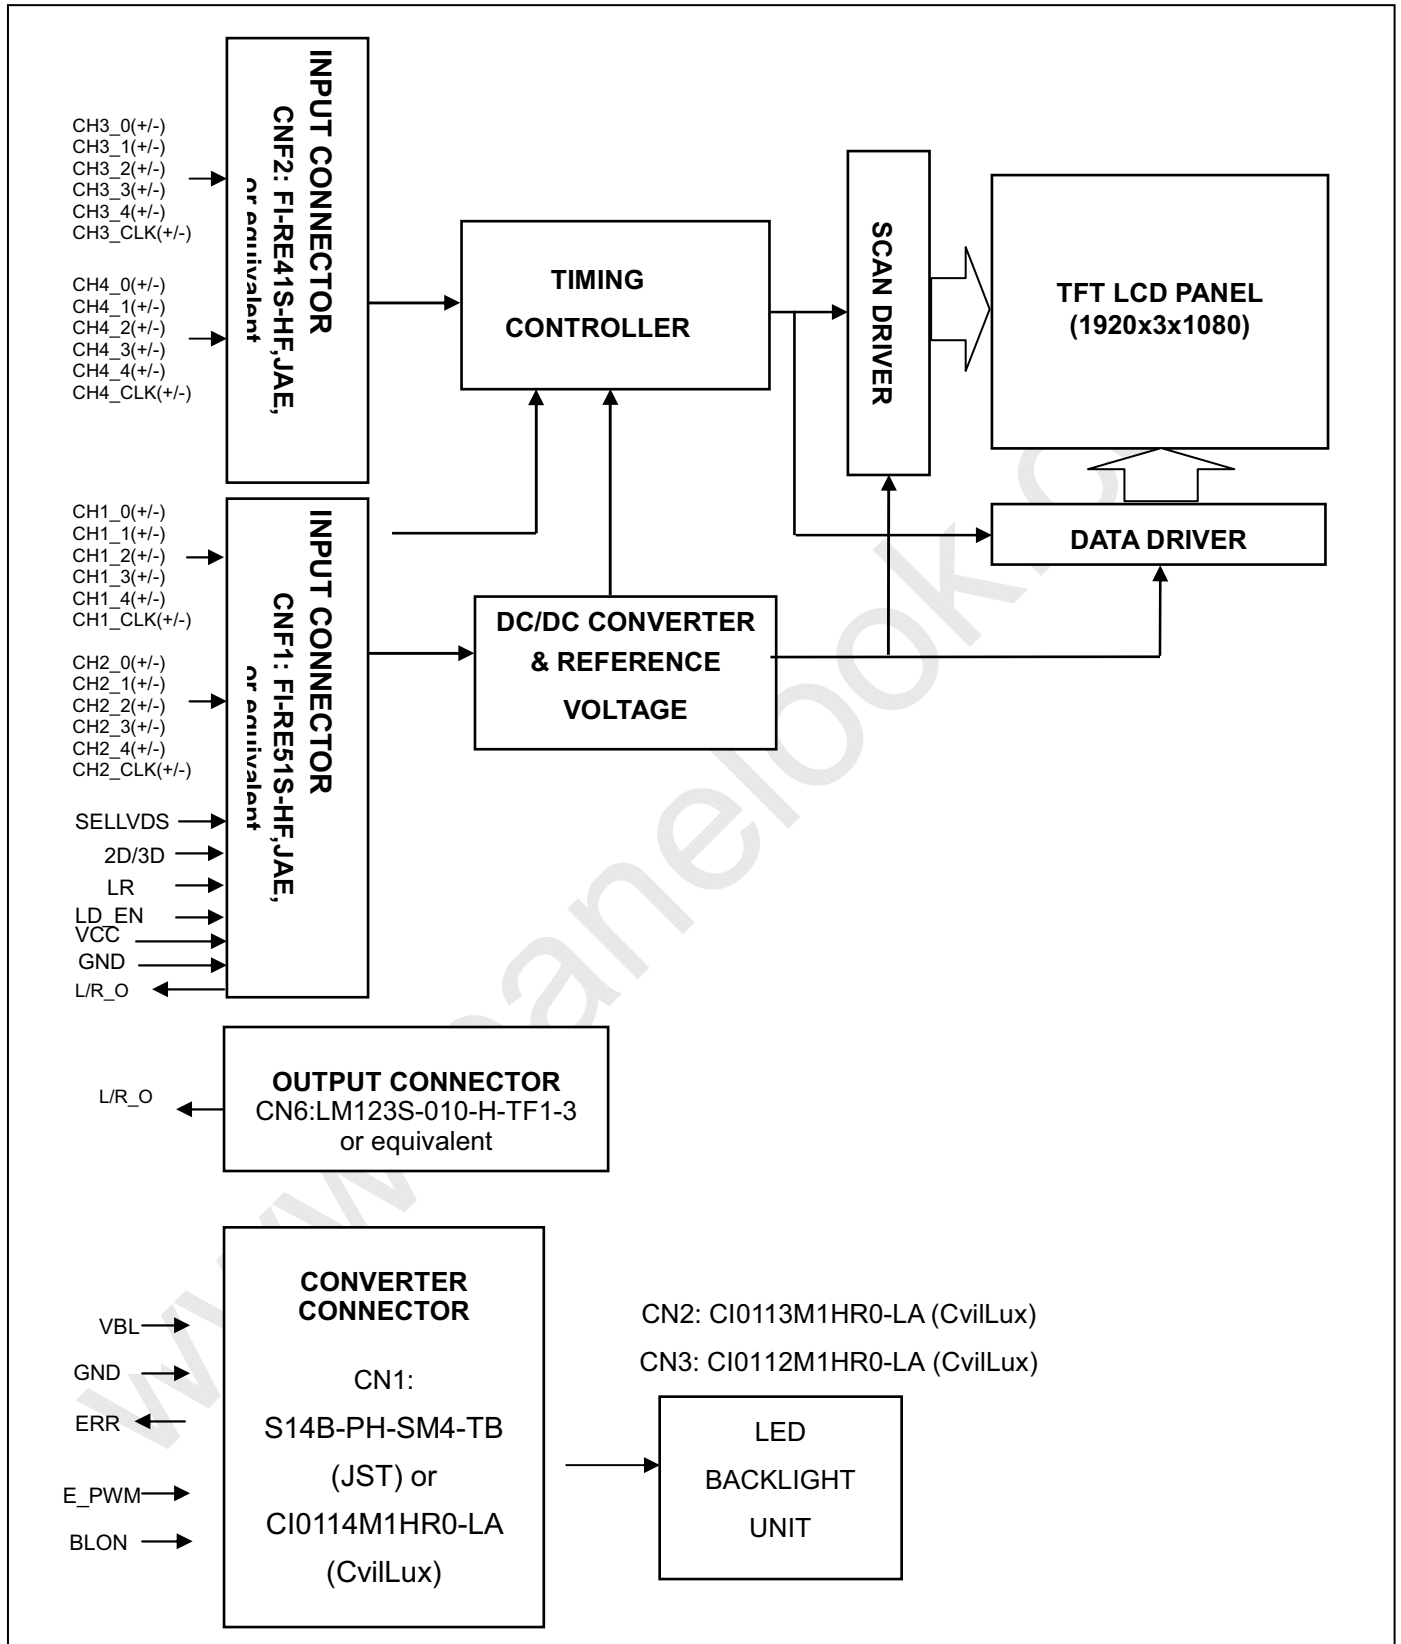 CH3_0(+/-)
CH3_1(+/-)
CH3_2(+/-)
CH3_3(+/-)
CH3_4(+/-)
CH3_CLK(+/-)
CH4_0(+/-)
CH4_1(+/-)
CH4_2(+/-)
CH4_3(+/-)
CH4_4(+/-)
CH4_CLK(+/-)
INPUT CONNECTOR
CNF2: FI-RE41S-HF,JAE,
or equivalent
TIMING
CONTROLLER
SCAN DRIVER
TFT LCD PANEL
(1920x3x1080)
DATA DRIVER
CH1_0(+/-)
CH1_1(+/-)
CH1_2(+/-)
CH1_3(+/-)
CH1_4(+/-)
CH1_CLK(+/-)
CH2_0(+/-)
CH2_1(+/-)
CH2_2(+/-)
CH2_3(+/-)
CH2_4(+/-)
CH2_CLK(+/-)
SELLVDS
2D/3D
LR
LD_EN
VCC
GND
L/R_O
INPUT CONNECTOR
CNF1: FI-RE51S-HF,JAE,
or equivalent
DC/DC CONVERTER
& REFERENCE
VOLTAGE
L/R_O
OUTPUT CONNECTOR
CN6:LM123S-010-H-TF1-3
or equivalent
VBL
GND
ERR
E_PWM
BLON
CONVERTER
CONNECTOR
CN1:
S14B-PH-SM4-TB
(JST) or
CI0114M1HR0-LA
(CvilLux)
CN2: CI0113M1HR0-LA (CvilLux)
CN3: CI0112M1HR0-LA (CvilLux)
LED
BACKLIGHT
UNIT